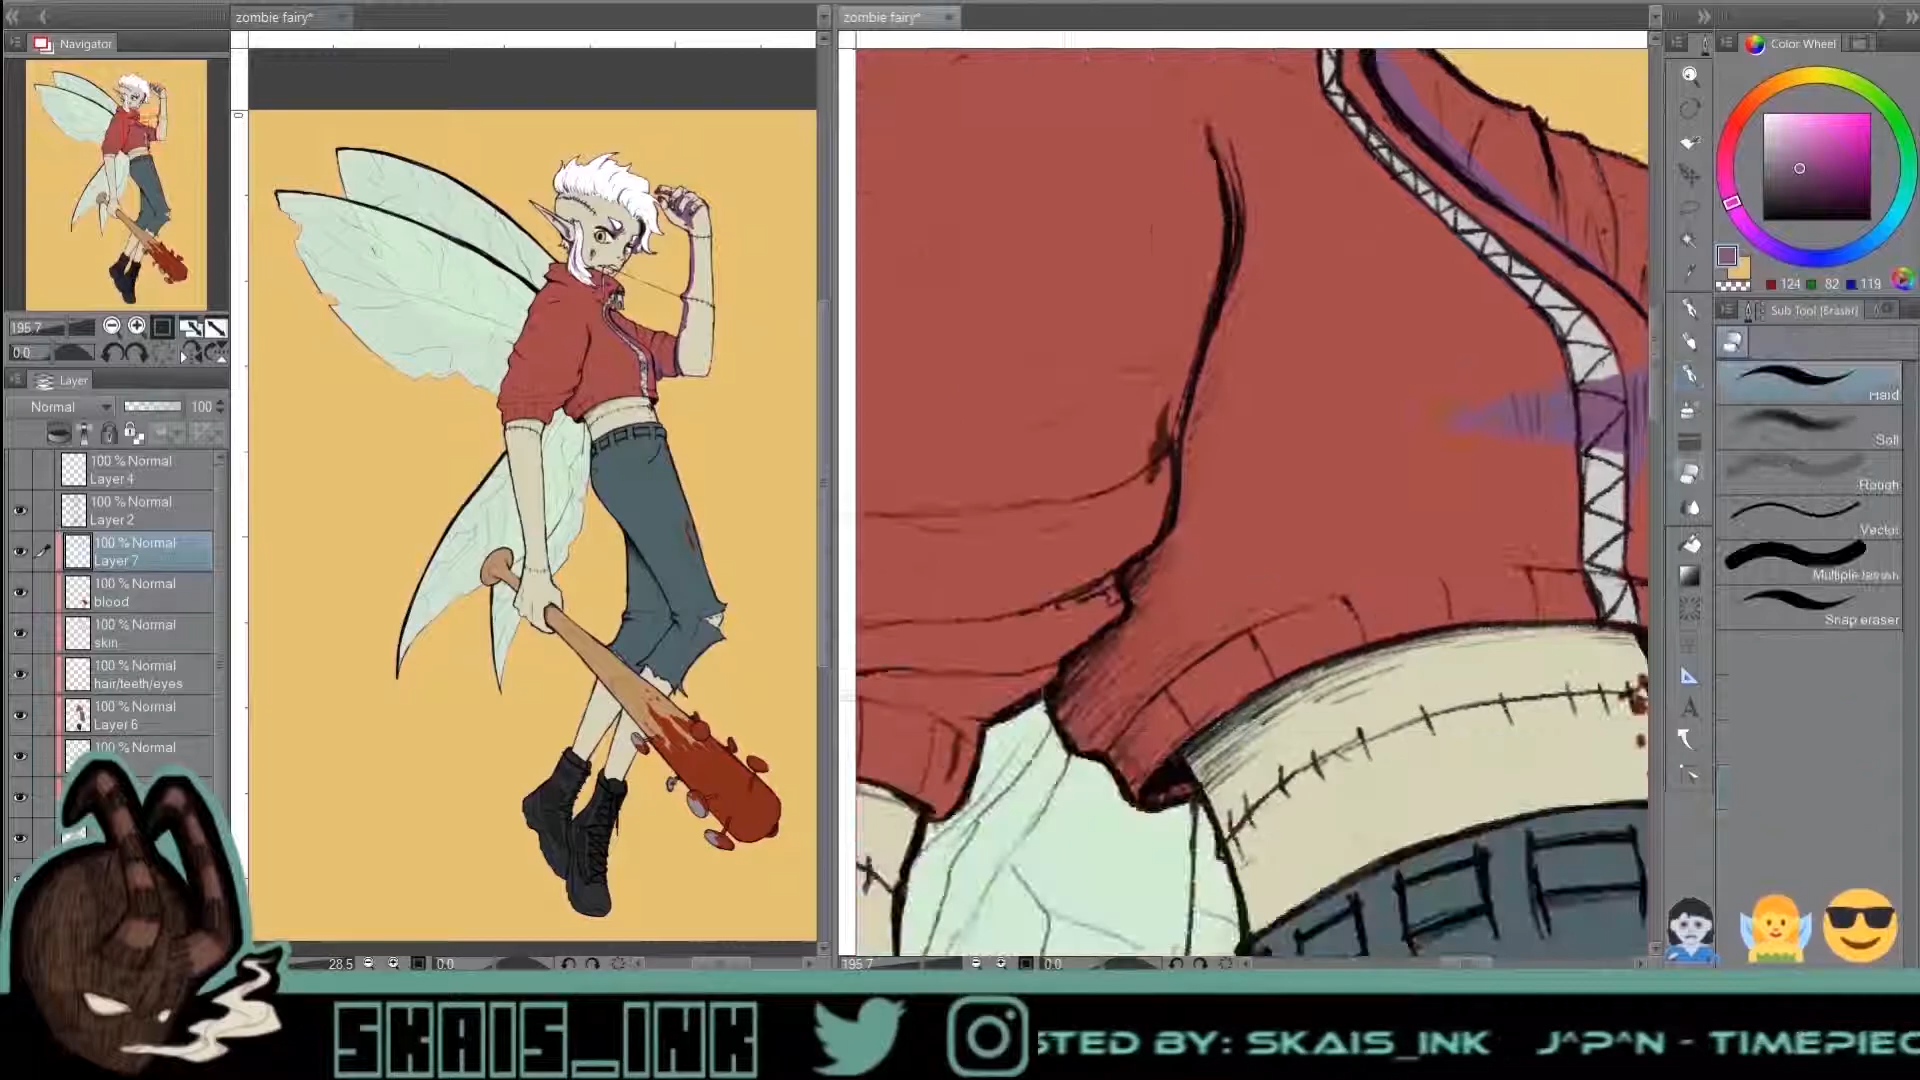 zombie fairy*
zombie fairy*
Navigator
Color Wheel
195.7
0.0
Layer
Normal
100
100 % Normal
Layer 4
100 % Normal
Layer 2
100 % Normal
Layer 7
100 % Normal
blood
100 % Normal
skin
100 % Normal
hair/teeth/eyes
100 % Normal
Layer 6
100 % Normal
0
124 82 119
Sub Tool [Eraser]
Hard
Soft
Rough
Vector
Multiple layers
Snap eraser
A
28.5
0.0
195.7
0.0
SKAIS_INK
STED BY: SKAIS_INK J^P^N - TIMEPIEC